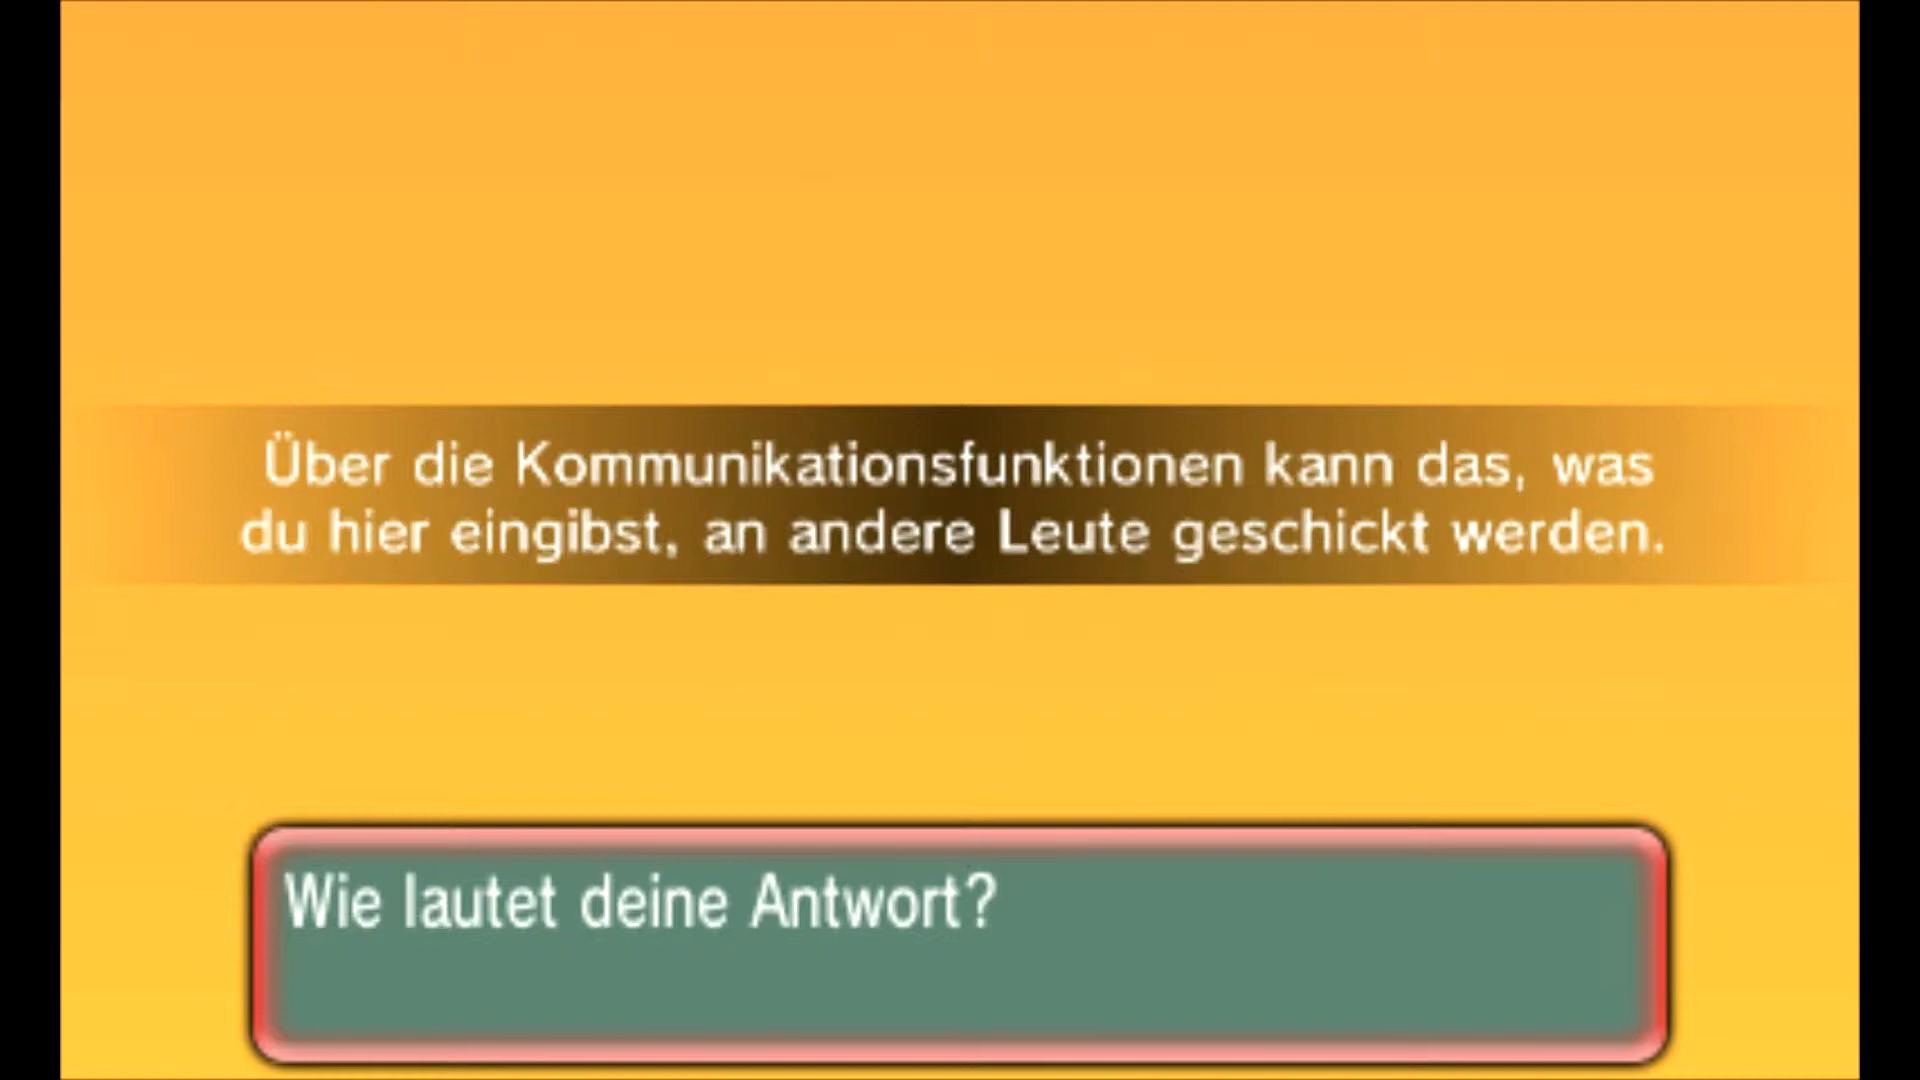 Über die Kommunikationsfunktionen kann das, was
du hier eingibst, an andere Leute geschickt werden.
Wie lautet deine Antwort?